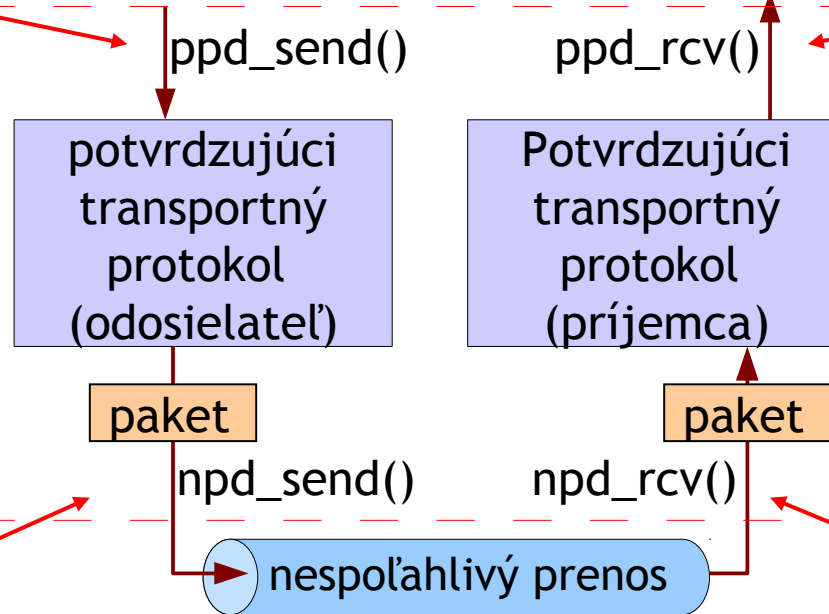 ppd_send()
ppd_rcv()
potvrdzujúci
transportný
protokol
(odosielateľ)
Potvrdzujúci
transportný
protokol
(príjemca)
paket
paket
npd_send()
npd_rcv()
nespoľahlivý prenos